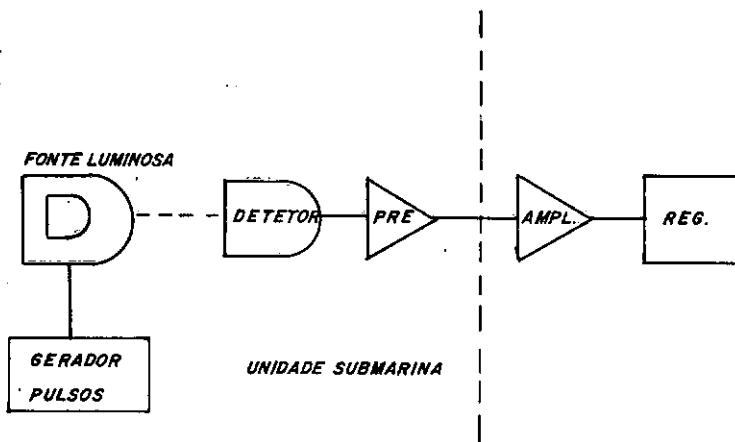 FONTE LUMINOSA
D
DETETOR
PRE
AMPL.
REG.
GERADOR
PULSOS
UNIDADE SUBMARINA